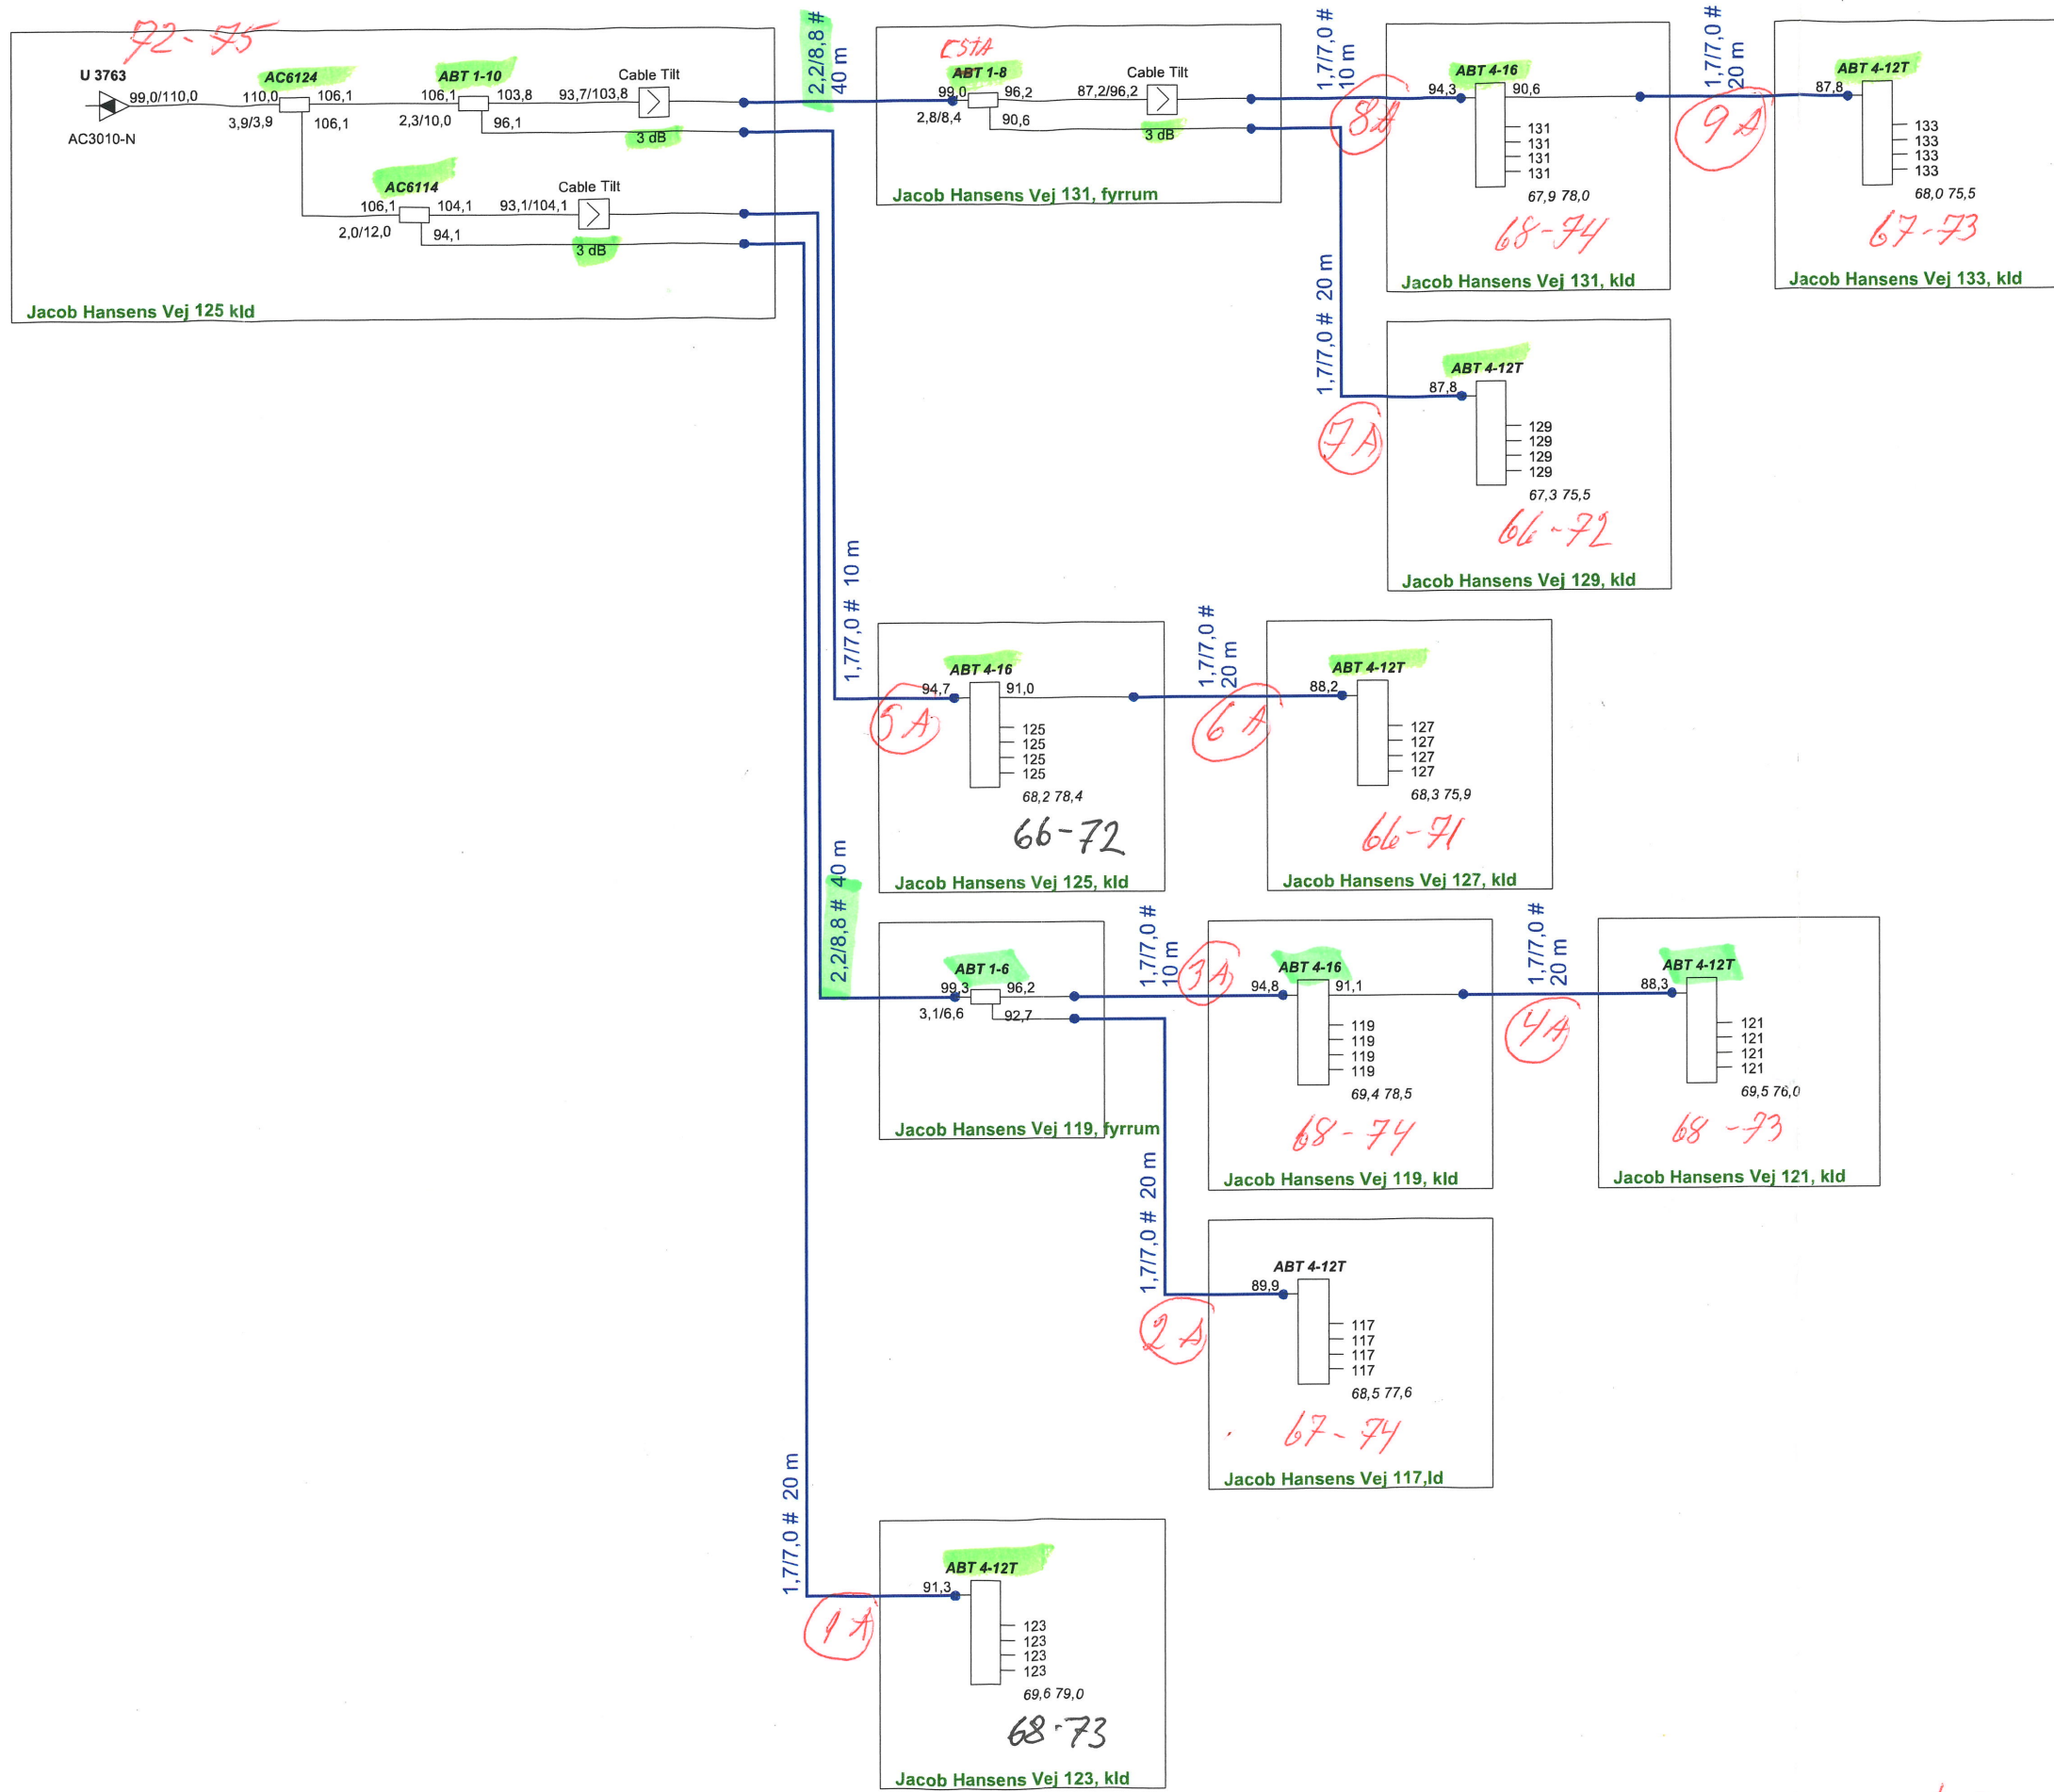 72-75
U 3763
AC3010-N
99,0/110,0
AC6124
110,0 106,1
3,9/3,9 106,1
ABT 1-10
106,1 103,8
2,3/10,0 96,1
Cable Tilt
93,7/103,8
3 dB
AC6114
106,1 104,1
2,0/12,0 94,1
Cable Tilt
93,1/104,1
3 dB
Jacob Hansens Vej 125 kld
2,2/8,8 #
40 m
ABT 1-8
99,0 96,2
2,8/8,4 90,6
Cable Tilt
87,2/96,2
3 dB
Jacob Hansens Vej 131, fyrrum
1,7/7,0 #
10 m
8A
ABT 4-16
94,3 90,6
131
131
131
131
67,9 78,0
68-74
Jacob Hansens Vej 131, kld
1,7/7,0 #
20 m
9A
ABT 4-12T
87,8
133
133
133
133
68,0 75,5
67-73
Jacob Hansens Vej 133, kld
1,7/7,0 # 20 m
7A
ABT 4-12T
87,8
129
129
129
129
67,3 75,5
66-72
Jacob Hansens Vej 129, kld
1,7/7,0 # 10 m
5A
ABT 4-16
94,7 91,0
125
125
125
125
68,2 78,4
66-72
Jacob Hansens Vej 125, kld
1,7/7,0 #
20 m
6A
ABT 4-12T
88,2
127
127
127
127
68,3 75,9
66-71
Jacob Hansens Vej 127, kld
2,2/8,8 # 40 m
ABT 1-6
99,3 96,2
3,1/6,6 92,7
Jacob Hansens Vej 119, fyrrum
1,7/7,0 #
10 m
3A
ABT 4-16
94,8 91,1
119
119
119
119
69,4 78,5
68-74
Jacob Hansens Vej 119, kld
1,7/7,0 #
20 m
4A
ABT 4-12T
88,3
121
121
121
121
69,5 76,0
68-73
Jacob Hansens Vej 121, kld
1,7/7,0 # 20 m
2A
ABT 4-12T
89,9
117
117
117
117
68,5 77,6
67-74
Jacob Hansens Vej 117,ld
1,7/7,0 # 20 m
1A
ABT 4-12T
91,3
123
123
123
123
69,6 79,0
68-73
Jacob Hansens Vej 123, kld